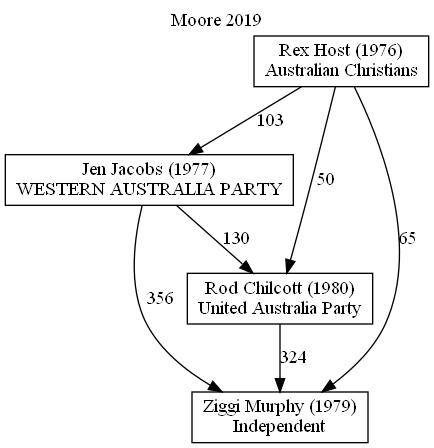 Moore 2019
Rex Host (1976)
Australian Christians
103
Jen Jacobs (1977)
WESTERN AUSTRALIA PARTY
50
130
65
356
Rod Chilcott (1980)
United Australia Party
324
Ziggi Murphy (1979)
Independent